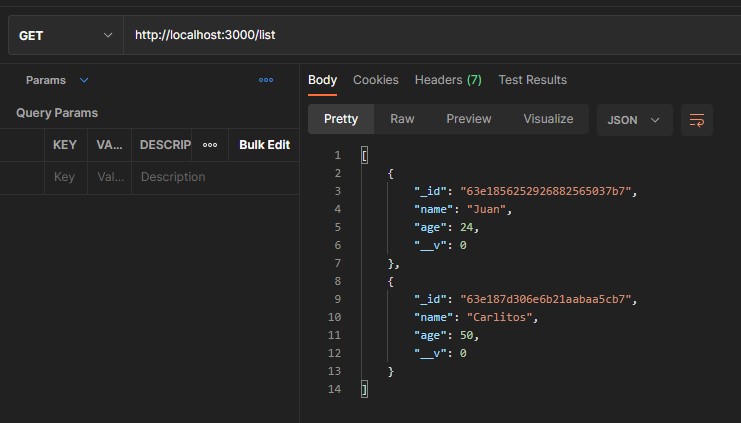 GET http://localhost:3000/list
Params
Query Params
KEY VA... DESCRIP Bulk Edit
Key Val... Description
Body Cookies Headers (7) Test Results
Pretty Raw Preview Visualize JSON
1 [
2 {
3 "_id": "63e1856252926882565037b7",
4 "name": "Juan",
5 "age": 24,
6 "__v": 0
7 },
8 {
9 "_id": "63e187d306e6b21aabaa5cb7",
10 "name": "Carlitos",
11 "age": 50,
12 "__v": 0
13 }
14 ]